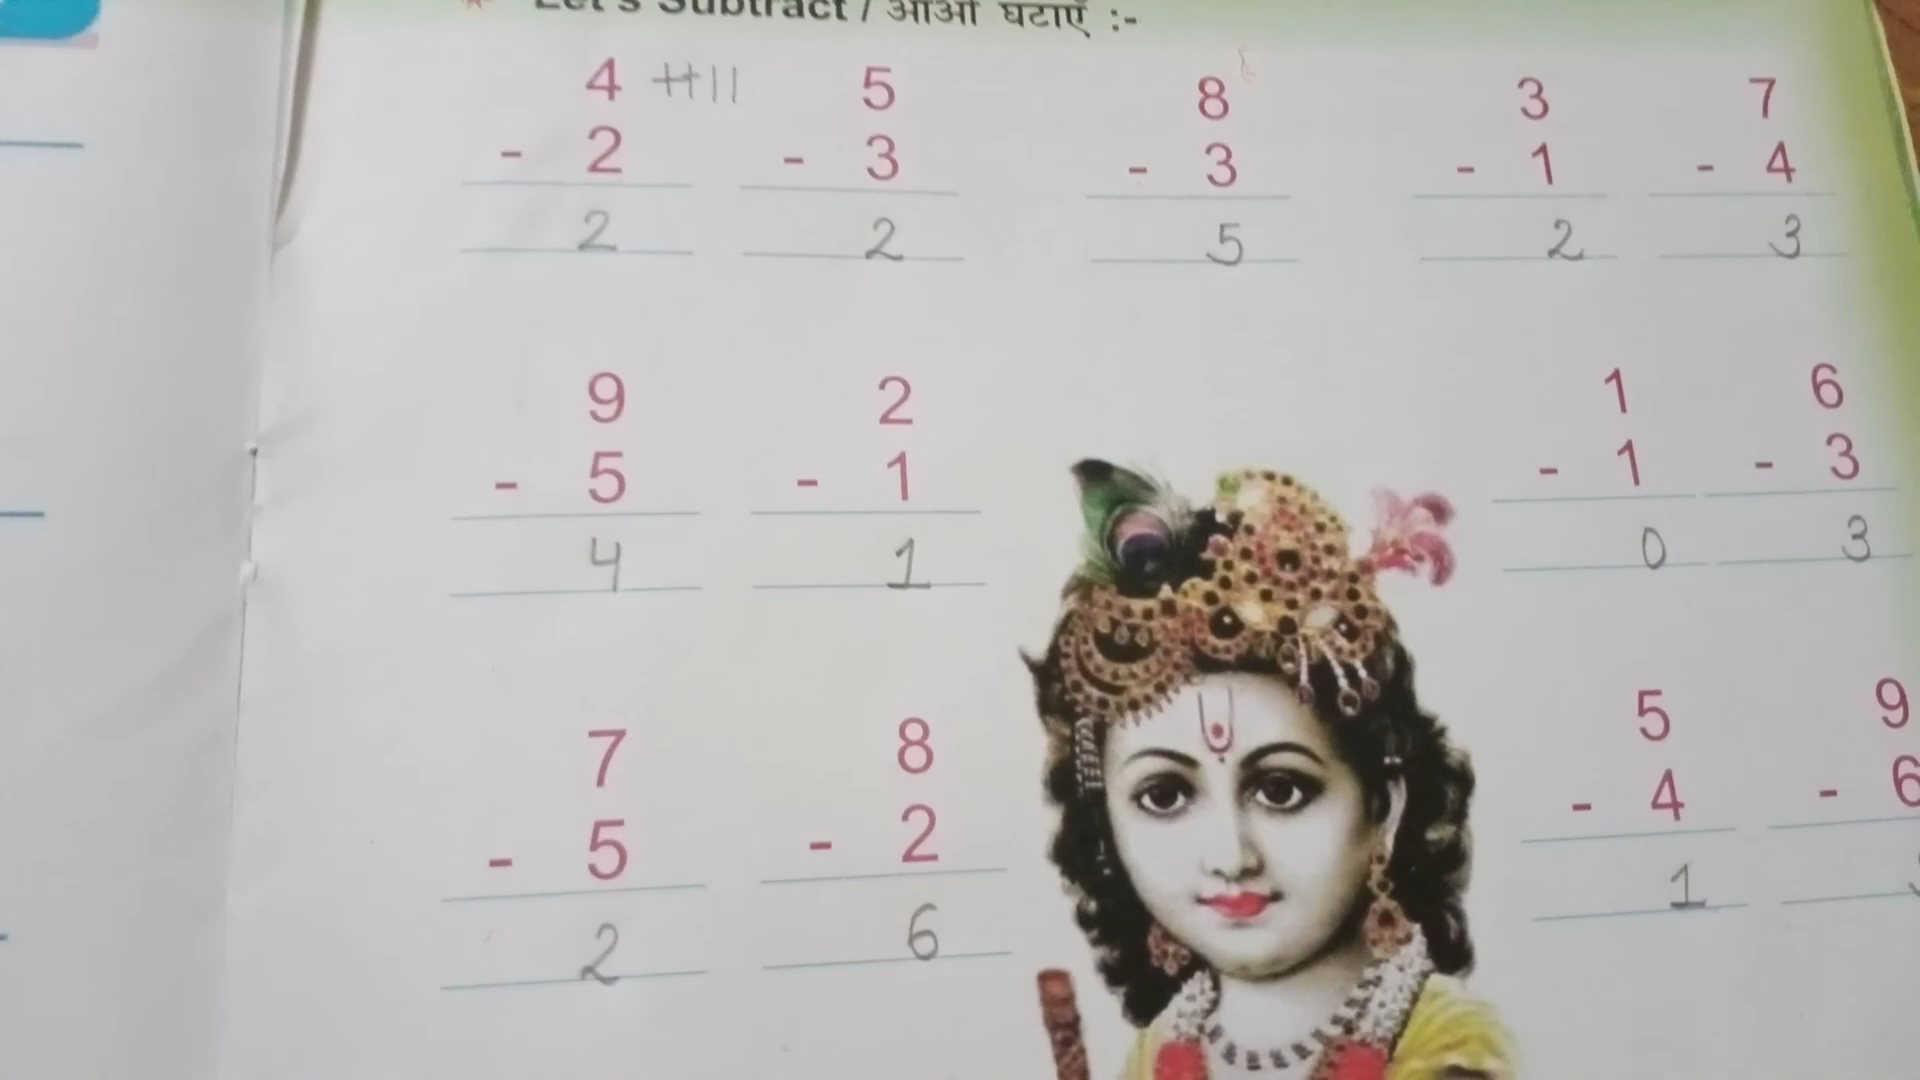 Let's Subtract / आओ घटाएँ :-
4 5 8 3 7
- 2 - 3 - 3 - 1 - 4
2 2 5 2 3
9 2 1 6
- 5 - 1 - 1 - 3
4 1 0 3
7 8 5 9
- 5 - 2 - 4 - 6
2 6 1